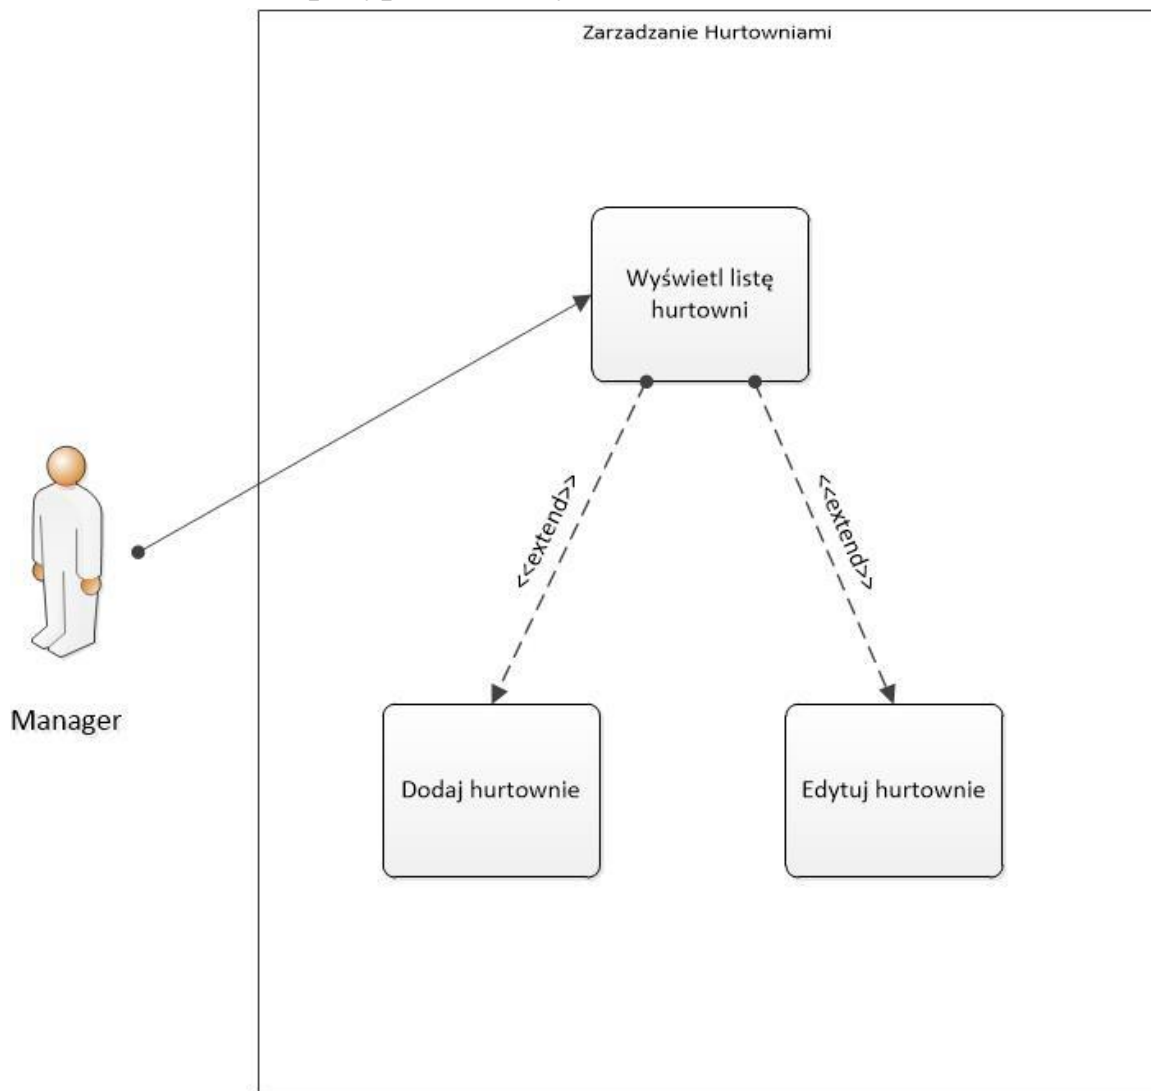 Zarzadzanie Hurtowniami
Wyświetl listę
hurtowni
<<extend>>
<<extend>>
Manager
Dodaj hurtownie
Edytuj hurtownie